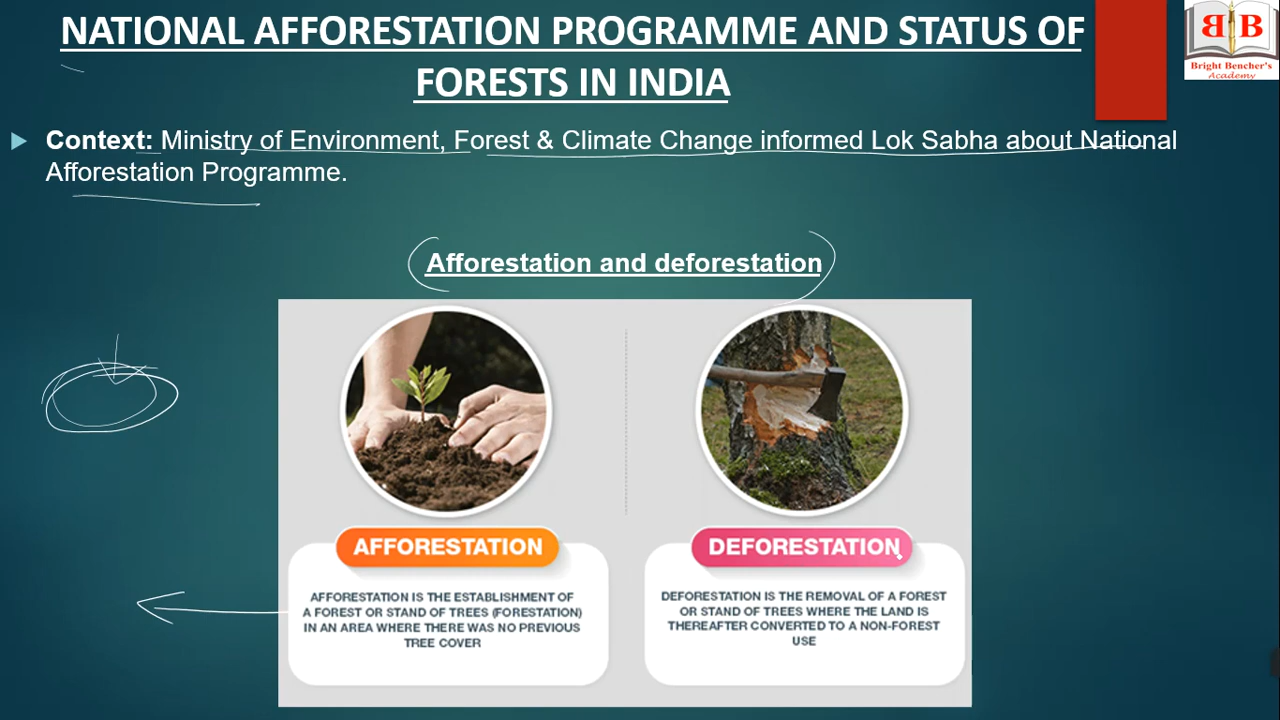 NATIONAL AFFORESTATION PROGRAMME AND STATUS OF
FORESTS IN INDIA
BB
Bright Bencher's
Academy
Context: Ministry of Environment, Forest & Climate Change informed Lok Sabha about National
Afforestation Programme.
Afforestation and deforestation
AFFORESTATION
AFFORESTATION IS THE ESTABLISHMENT OF
A FOREST OR STAND OF TREES (FORESTATION)
IN AN AREA WHERE THERE WAS NO PREVIOUS
TREE COVER
DEFORESTATION
DEFORESTATION IS THE REMOVAL OF A FOREST
OR STAND OF TREES WHERE THE LAND IS
THEREAFTER CONVERTED TO A NON-FOREST
USE